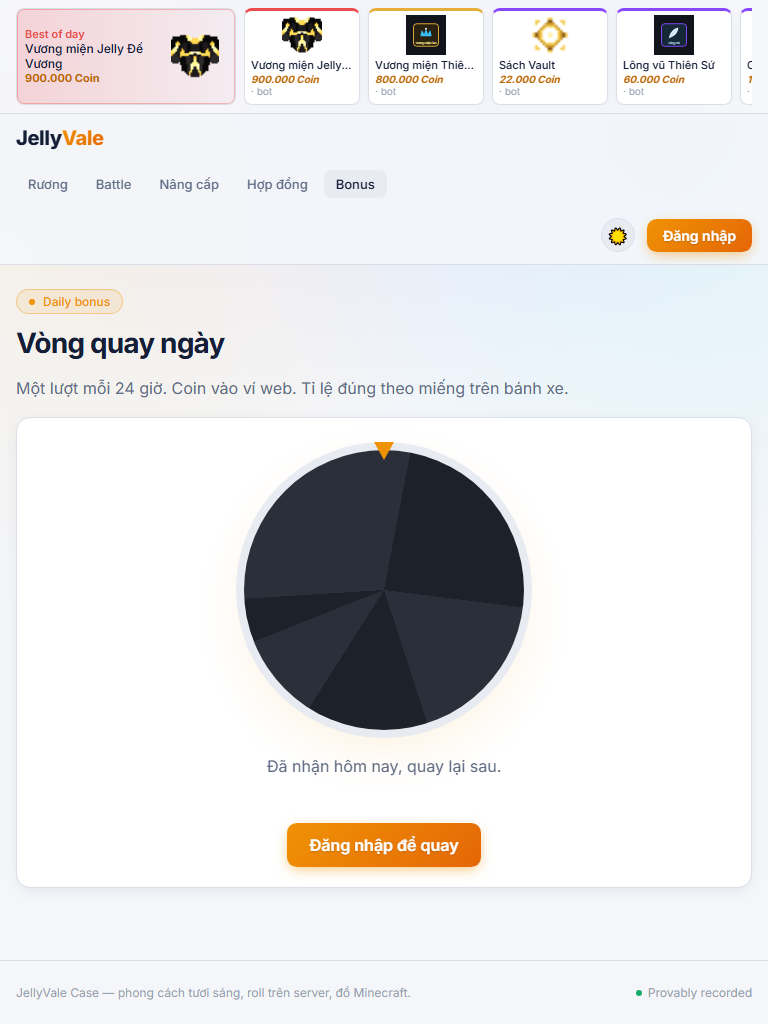 Best of day
Vương miện Jelly Đế
Vương
900.000 Coin
Vương miện Jelly...
900.000 Coin
· bot
Vương miện Thiê...
800.000 Coin
· bot
Sách Vault
22.000 Coin
· bot
Lông vũ Thiên Sứ
60.000 Coin
· bot
JellyVale
Rương
Battle
Nâng cấp
Hợp đồng
Bonus
Đăng nhập
Daily bonus
Vòng quay ngày
Một lượt mỗi 24 giờ. Coin vào ví web. Tỉ lệ đúng theo miếng trên bánh xe.
Đã nhận hôm nay, quay lại sau.
Đăng nhập để quay
JellyVale Case — phong cách tươi sáng, roll trên server, đồ Minecraft.
Provably recorded